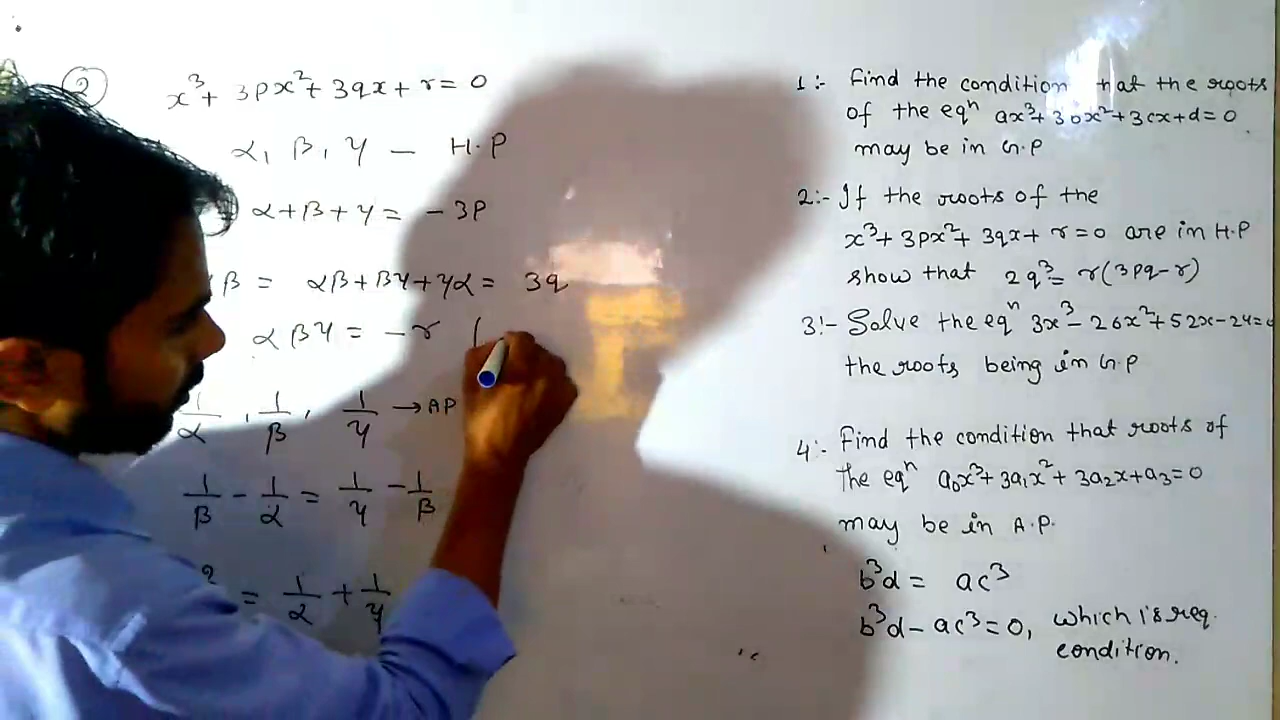 ② x³ + 3px² + 3qx + r = 0
α, β, γ — H.P
α + β + γ = -3P
β = αβ + βγ + γα = 3q
αβγ = -r (
1/α, 1/β, 1/γ → AP
1/β - 1/α = 1/γ - 1/β
2 = 1/α + 1/γ
1:- Find the condition that the roots
of the eqⁿ ax³ + 3bx² + 3cx + d = 0
may be in G.P
2:- If the roots of the
x³ + 3px² + 3qx + r = 0 are in H.P
show that 2q³ = r(3pq - r)
3:- Solve the eqⁿ 3x³ - 26x² + 52x - 24 = 0
the roots being in G.P
4:- Find the condition that roots of
the eqⁿ a₀x³ + 3a₁x² + 3a₂x + a₃ = 0
may be in A.P.
b³d = ac³
b³d - ac³ = 0, which is req.
condition.